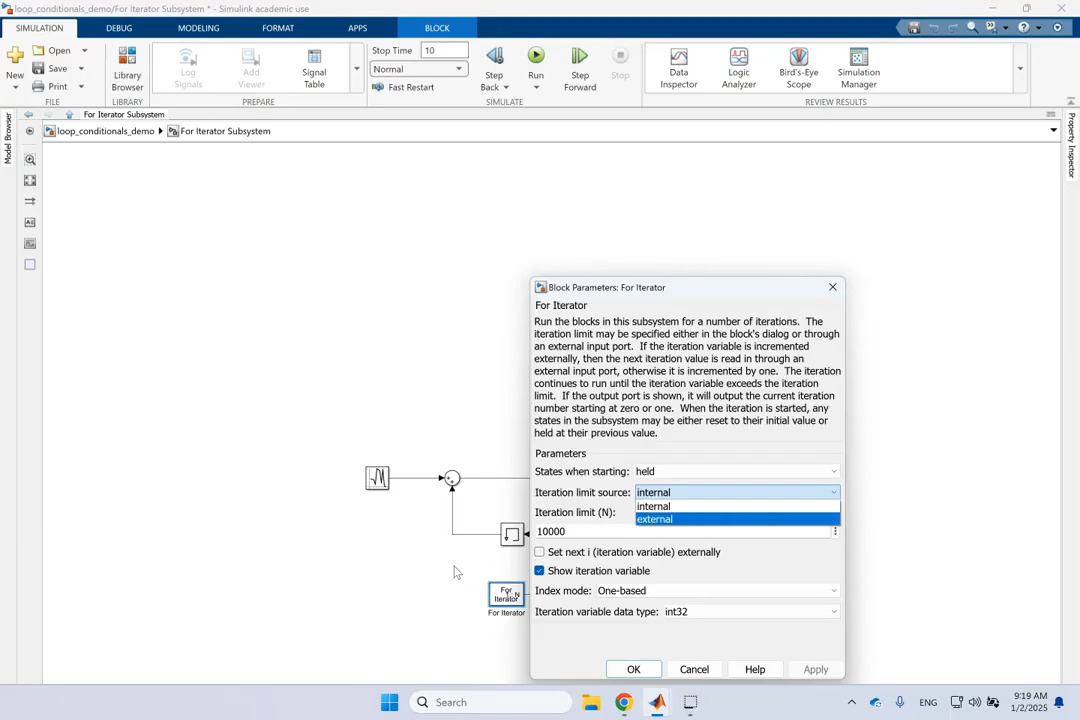 loop_conditionals_demo/For Iterator Subsystem * - Simulink academic use
SIMULATION
DEBUG
MODELING
FORMAT
APPS
BLOCK
New
Open
Save
Print
FILE
Library
Browser
LIBRARY
Log
Signals
Add
Viewer
Signal
Table
PREPARE
Stop Time 10
Normal
Fast Restart
Step
Back
Run
Step
Forward
Stop
SIMULATE
Data
Inspector
Logic
Analyzer
Bird's-Eye
Scope
Simulation
Manager
REVIEW RESULTS
Model Browser
For Iterator Subsystem
loop_conditionals_demo
For Iterator Subsystem
Property Inspector
For
Iterator
N
For Iterator
Block Parameters: For Iterator
For Iterator
Run the blocks in this subsystem for a number of iterations. The
iteration limit may be specified either in the block's dialog or through
an external input port. If the iteration variable is incremented
externally, then the next iteration value is read in through an
external input port, otherwise it is incremented by one. The iteration
continues to run until the iteration variable exceeds the iteration
limit. If the output port is shown, it will output the current iteration
number starting at zero or one. When the iteration is started, any
states in the subsystem may be either reset to their initial value or
held at their previous value.
Parameters
States when starting: held
Iteration limit source: internal
internal
external
Iteration limit (N):
10000
Set next i (iteration variable) externally
Show iteration variable
Index mode: One-based
Iteration variable data type: int32
OK
Cancel
Help
Apply
Search
ENG
9:19 AM
1/2/2025